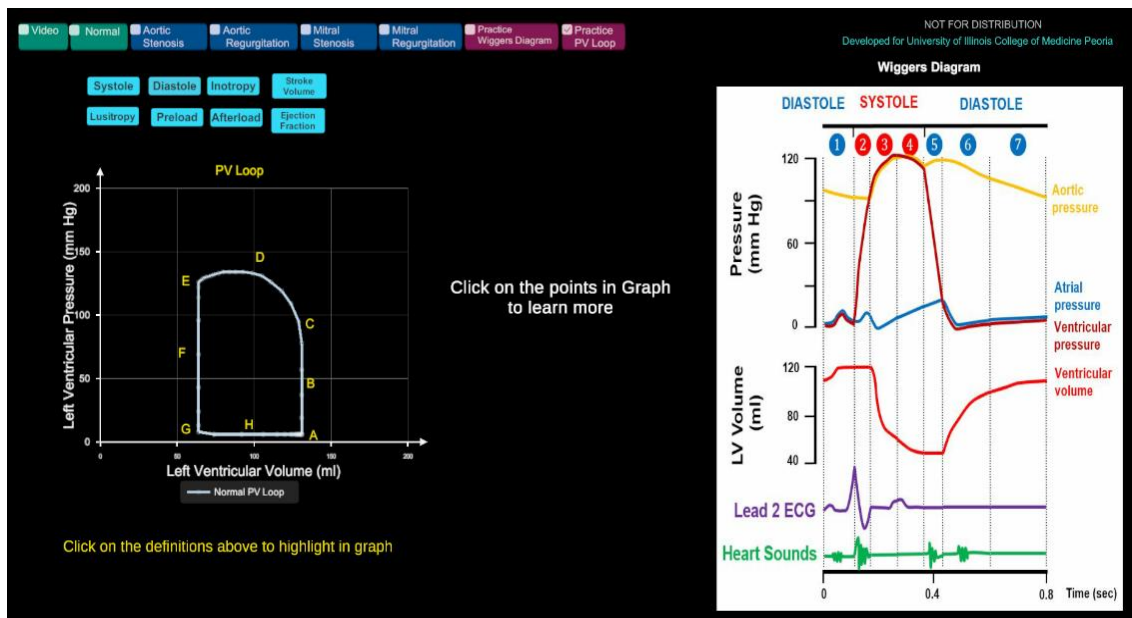 Video
Normal
Aortic
Stenosis
Aortic
Regurgitation
Mitral
Stenosis
Mitral
Regurgitation
Practice
Wiggers Diagram
Practice
PV Loop
NOT FOR DISTRIBUTION
Developed for University of Illinois College of Medicine Peoria
Systole
Diastole
Inotropy
Stroke
Volume
Lusitropy
Preload
Afterload
Ejection
Fraction
PV Loop
Left Ventricular Pressure (mm Hg)
200
150
100
50
0
E
D
C
F
B
G
H
A
0
50
100
150
200
Left Ventricular Volume (ml)
Normal PV Loop
Click on the definitions above to highlight in graph
Click on the points in Graph
to learn more
Wiggers Diagram
DIASTOLE SYSTOLE DIASTOLE
1 2 3 4 5 6 7
Pressure
(mm Hg)
120
60
0
Aortic
pressure
Atrial
pressure
Ventricular
pressure
LV Volume
(ml)
120
80
40
Ventricular
volume
Lead 2 ECG
Heart Sounds
0 0.4 0.8 Time (sec)